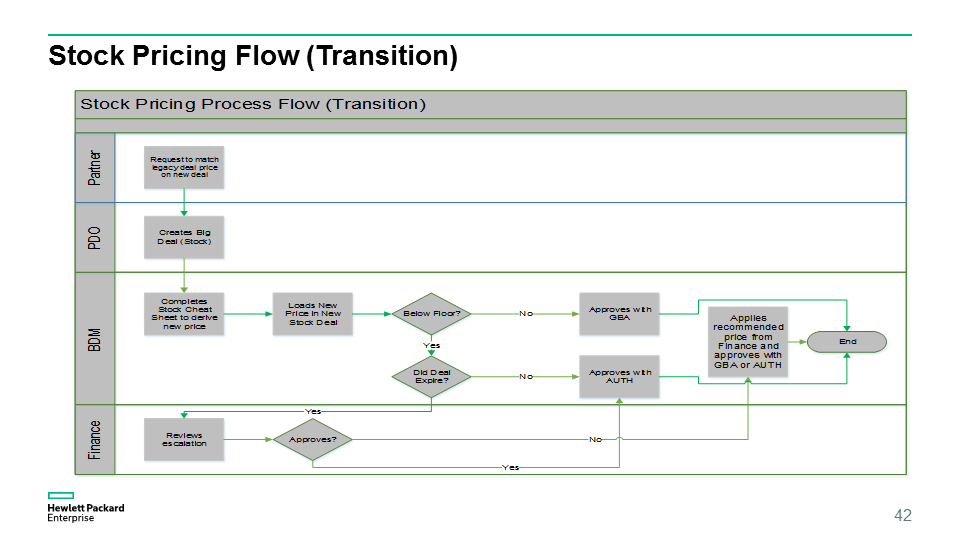 Stock Pricing Flow (Transition)
Stock Pricing Process Flow (Transition)
Partner
Request to match
legacy deal price
on new deal
PDO
Creates Big
Deal (Stock)
BDM
Completes
Stock Cheat
Sheet to derive
new price
Loads New
Price in New
Stock Deal
Below Floor?
No
Approves with
GBA
Applies
recommended
price from
Finance and
approves with
GBA or AUTH
End
Yes
Did Deal
Expire?
No
Approves with
AUTH
Yes
Finance
Reviews
escalation
Approves?
No
Yes
Hewlett Packard
Enterprise
42